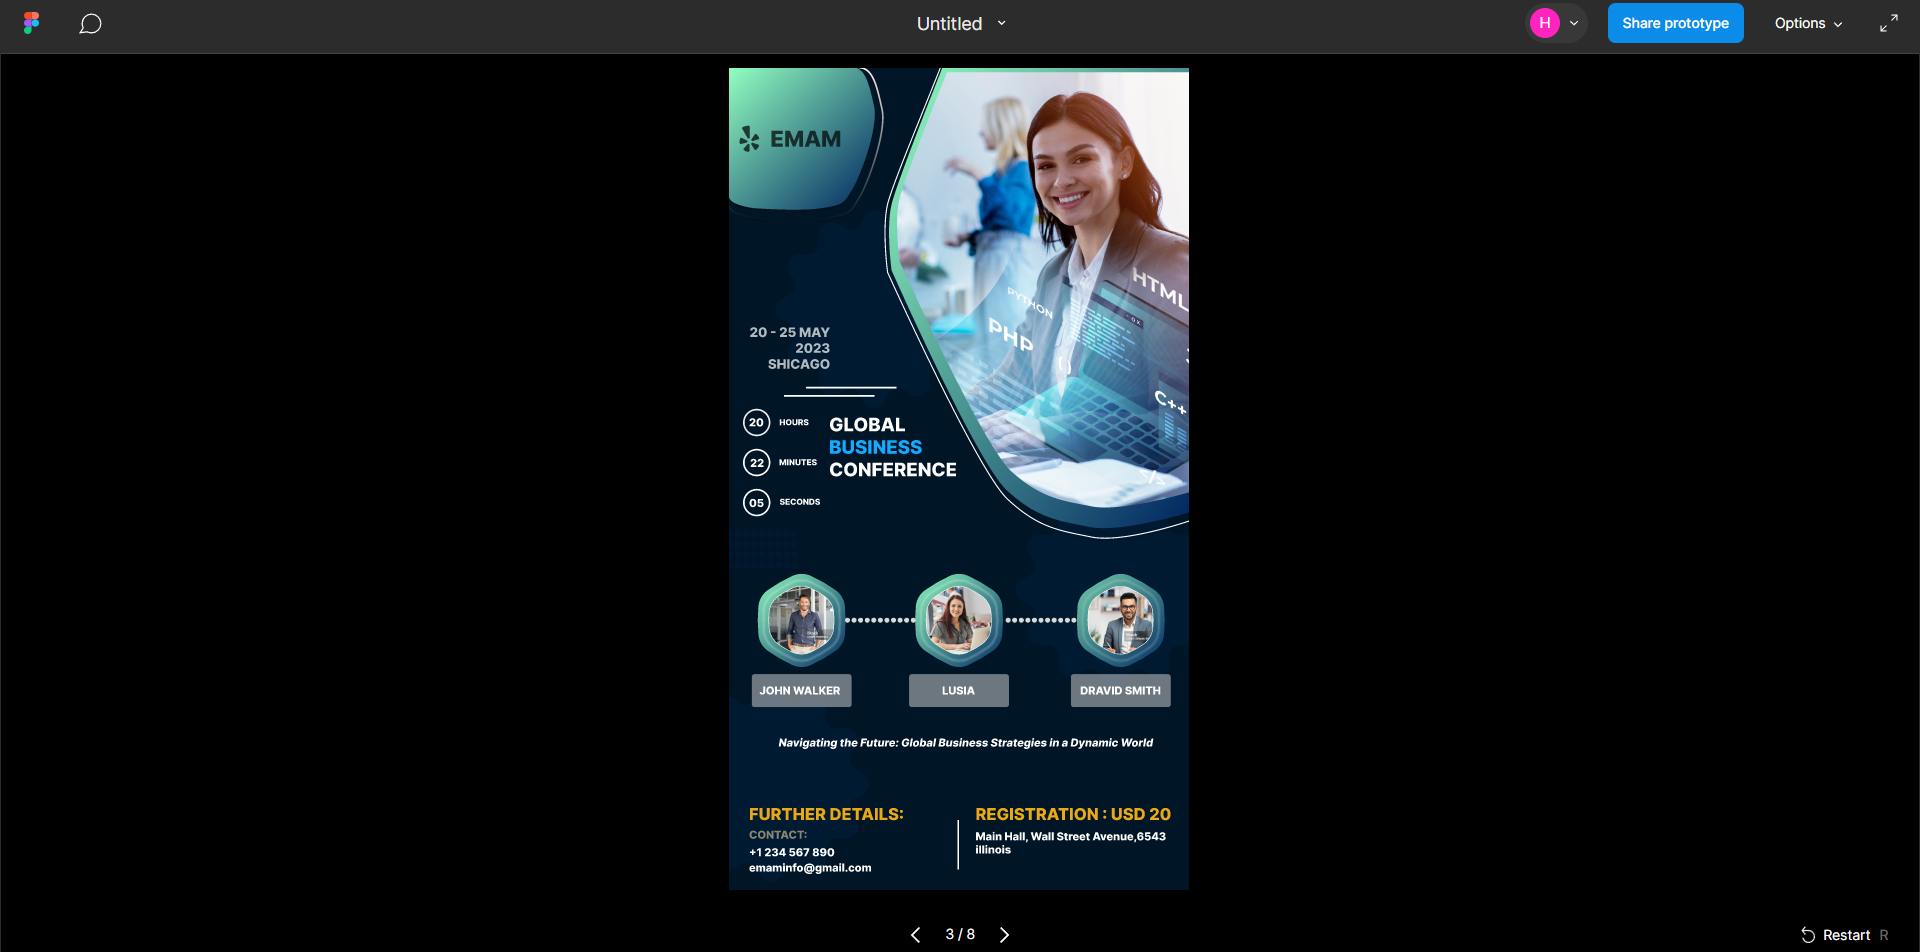 Untitled
H
Share prototype
Options
EMAM
HTML
PYTHON
PHP
()
C++
</>
20 - 25 MAY
2023
SHICAGO
20 HOURS
22 MINUTES
05 SECONDS
GLOBAL
BUSINESS
CONFERENCE
JOHN WALKER
LUSIA
DRAVID SMITH
Navigating the Future: Global Business Strategies in a Dynamic World
FURTHER DETAILS:
CONTACT:
+1 234 567 890
emaminfo@gmail.com
REGISTRATION : USD 20
Main Hall, Wall Street Avenue,6543
illinois
3 / 8
Restart R